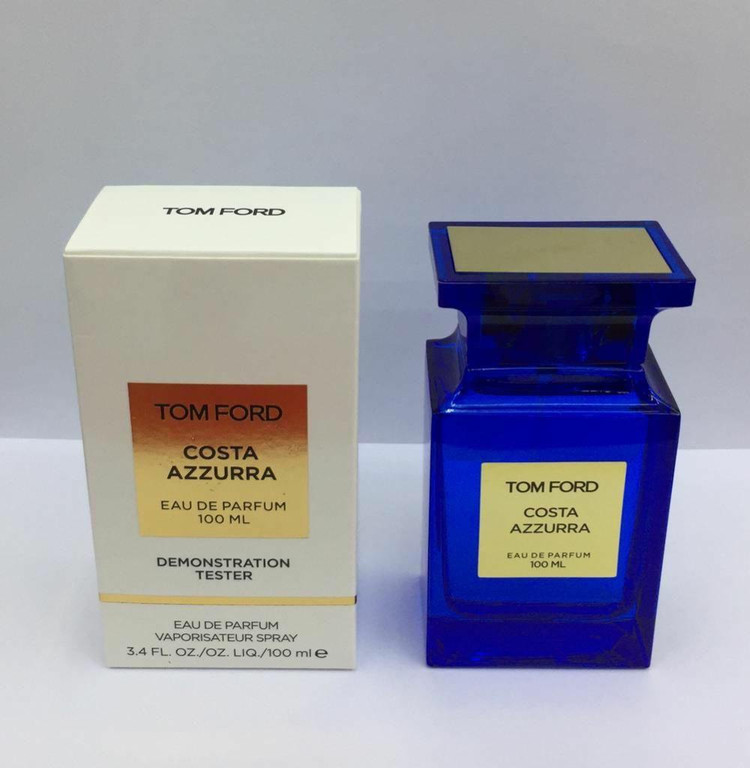 TOM FORD
TOM FORD
COSTA
AZZURRA
EAU DE PARFUM
100 ML
DEMONSTRATION
TESTER
EAU DE PARFUM
VAPORISATEUR SPRAY
3.4 FL. OZ./OZ. LIQ./100 ml e
TOM FORD
COSTA
AZZURRA
EAU DE PARFUM
100 ML